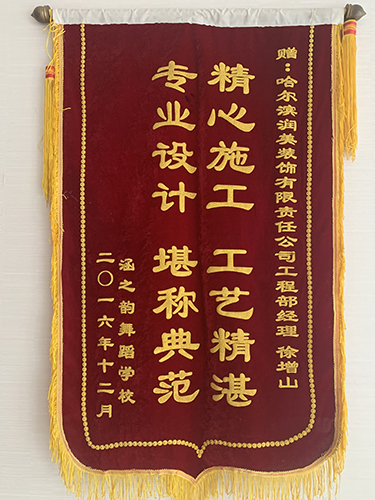 赠：哈尔滨润美装饰有限责任公司工程部经理 徐增山
精心施工 工艺精湛
专业设计 堪称典范
涵之韵舞蹈学校
二〇一六年十二月